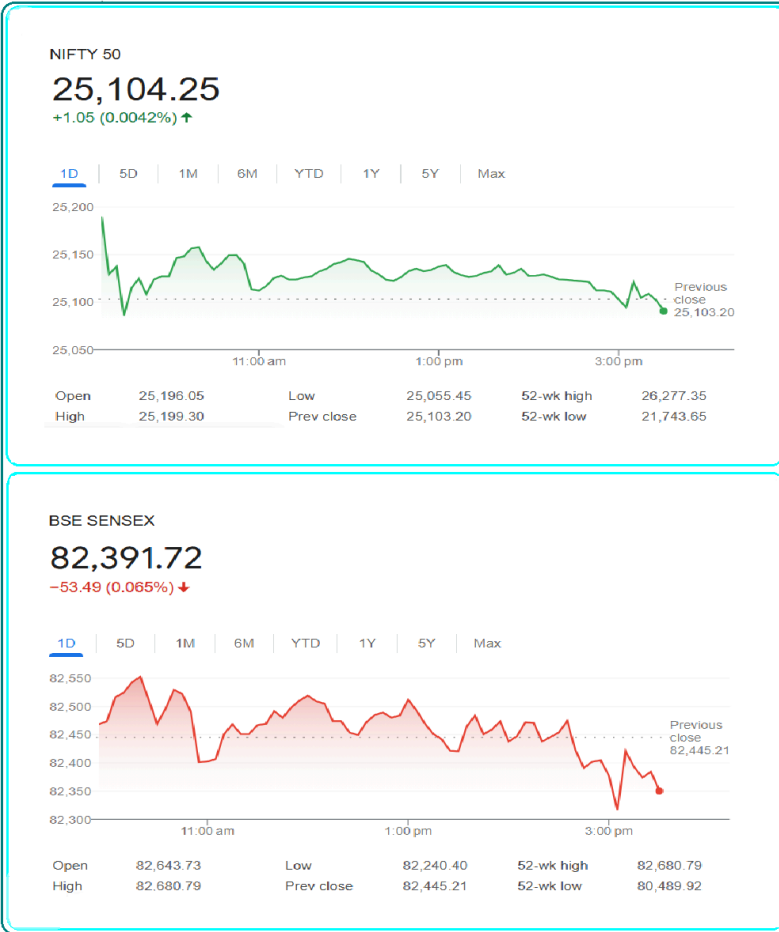 NIFTY 50
25,104.25
+1.05 (0.0042%) ↑
1D 5D 1M 6M YTD 1Y 5Y Max
25,200
25,150
25,100
25,050
Previous
close
25,103.20
11:00 am 1:00 pm 3:00 pm
Open 25,196.05 Low 25,055.45 52-wk high 26,277.35
High 25,199.30 Prev close 25,103.20 52-wk low 21,743.65
BSE SENSEX
82,391.72
−53.49 (0.065%) ↓
1D 5D 1M 6M YTD 1Y 5Y Max
82,550
82,500
82,450
82,400
82,350
82,300
Previous
close
82,445.21
11:00 am 1:00 pm 3:00 pm
Open 82,643.73 Low 82,240.40 52-wk high 82,680.79
High 82,680.79 Prev close 82,445.21 52-wk low 80,489.92